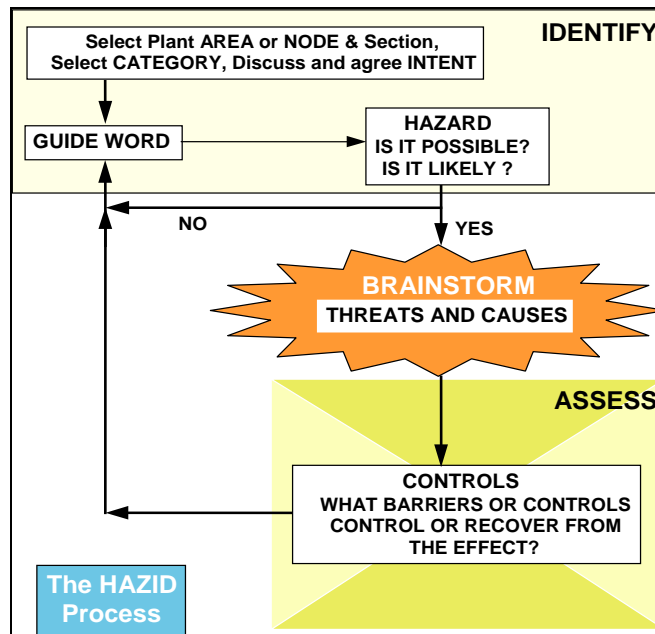 IDENTIFY
Select Plant AREA or NODE & Section,
Select CATEGORY, Discuss and agree INTENT
GUIDE WORD
HAZARD
IS IT POSSIBLE?
IS IT LIKELY ?
NO
YES
BRAINSTORM
THREATS AND CAUSES
ASSESS
CONTROLS
WHAT BARRIERS OR CONTROLS
CONTROL OR RECOVER FROM
THE EFFECT?
The HAZID
Process